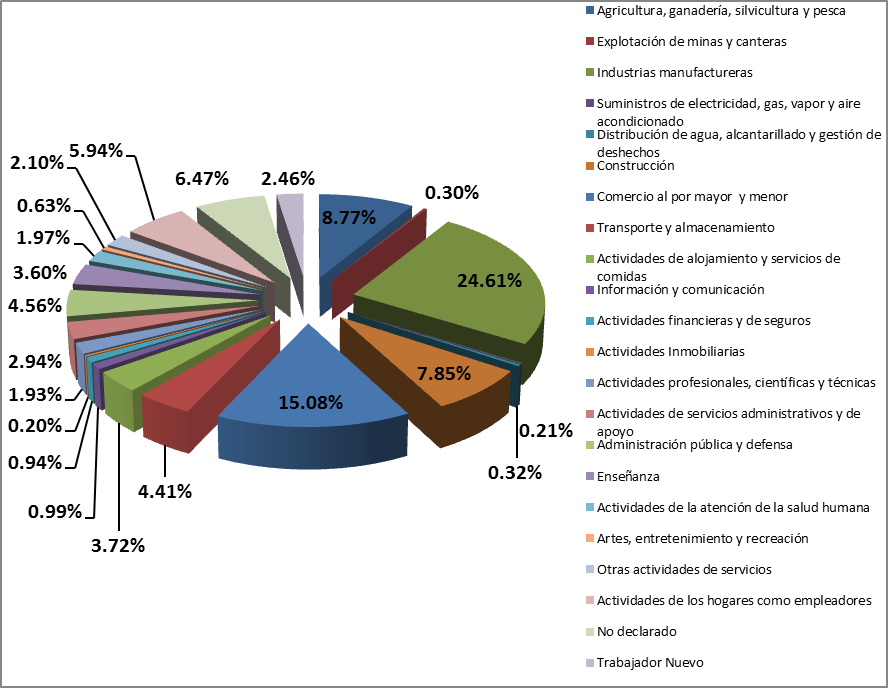 Agricultura, ganadería, silvicultura y pesca
Explotación de minas y canteras
Industrias manufactureras
Suministros de electricidad, gas, vapor y aire
acondicionado
Distribución de agua, alcantarillado y gestión de
deshechos
Construcción
Comercio al por mayor y menor
Transporte y almacenamiento
Actividades de alojamiento y servicios de
comidas
Información y comunicación
Actividades financieras y de seguros
Actividades Inmobiliarias
Actividades profesionales, científicas y técnicas
Actividades de servicios administrativos y de
apoyo
Administración pública y defensa
Enseñanza
Actividades de la atención de la salud humana
Artes, entretenimiento y recreación
Otras actividades de servicios
Actividades de los hogares como empleadores
No declarado
Trabajador Nuevo
8.77%
0.30%
24.61%
0.21%
0.32%
7.85%
15.08%
4.41%
3.72%
0.99%
0.94%
0.20%
1.93%
2.94%
4.56%
3.60%
1.97%
0.63%
2.10%
5.94%
6.47%
2.46%